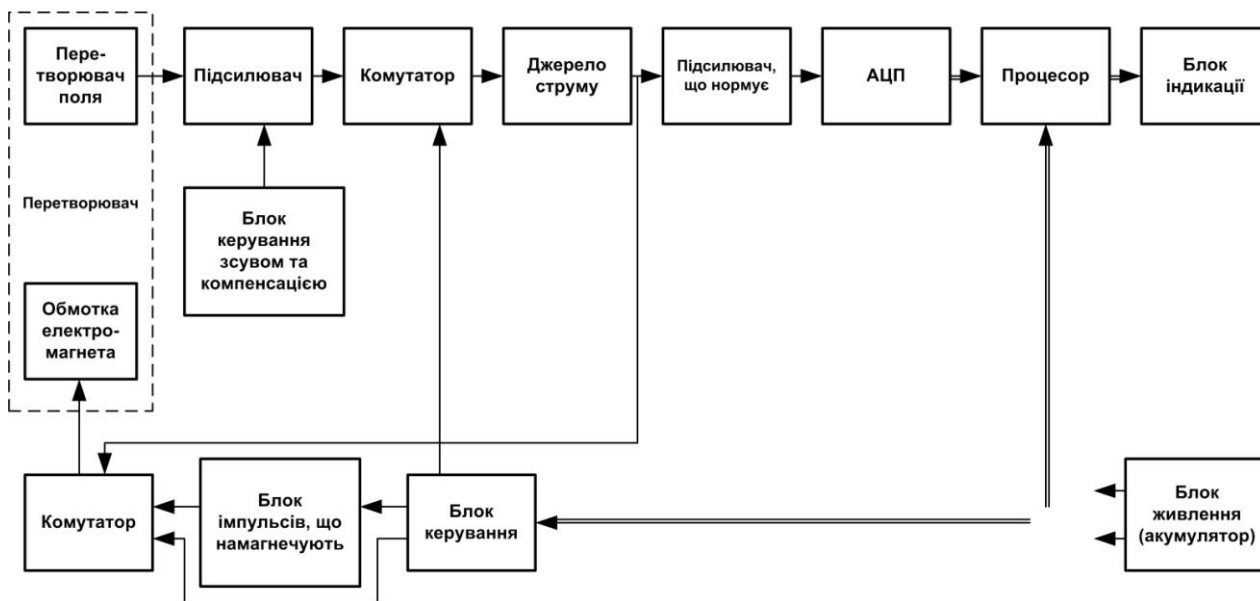 Пере-
творювач
поля
Підсилювач
Комутатор
Джерело
струму
Підсилювач,
що нормує
АЦП
Процесор
Блок
індикації
Перетворювач
Блок
керування
зсувом та
компенсацією
Обмотка
електро-
магнета
Комутатор
Блок
імпульсів, що
намагнечують
Блок
керування
Блок
живлення
(акумулятор)